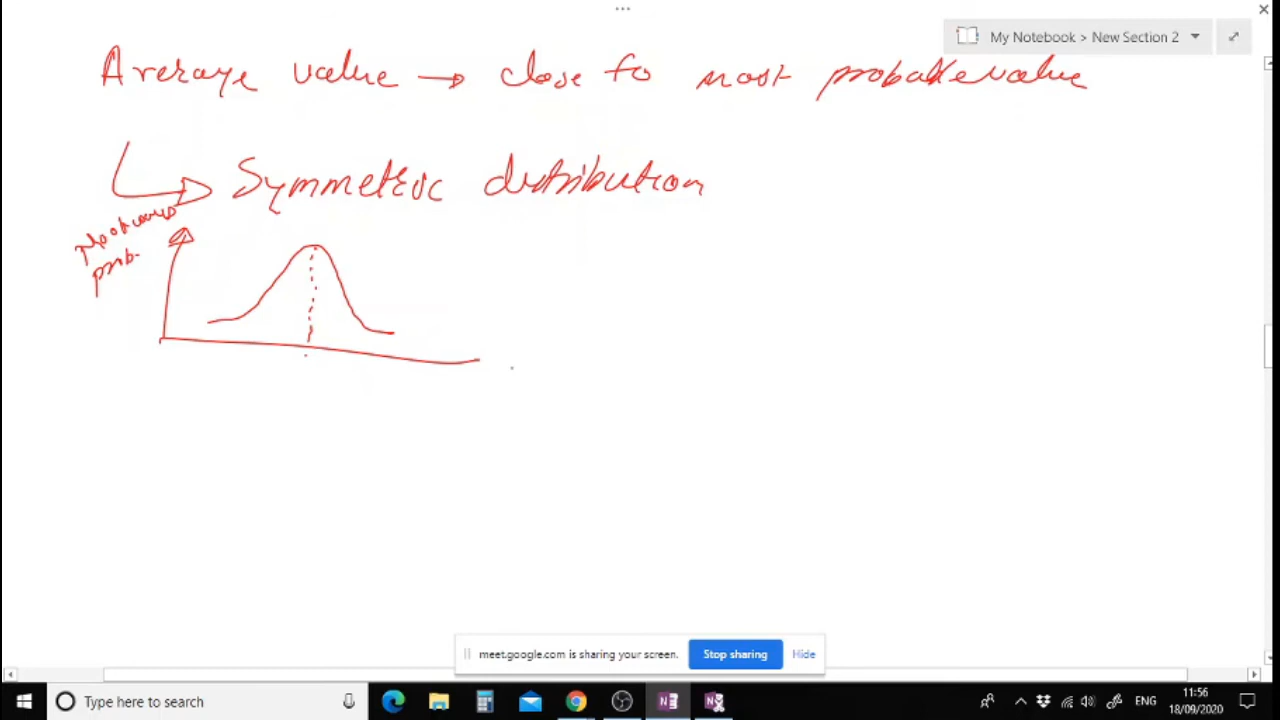 My Notebook > New Section 2
Average value → close to most probable value
Symmetric distribution
prob.
meet.google.com is sharing your screen.
Stop sharing
Hide
Type here to search
ENG
11:56
18/09/2020